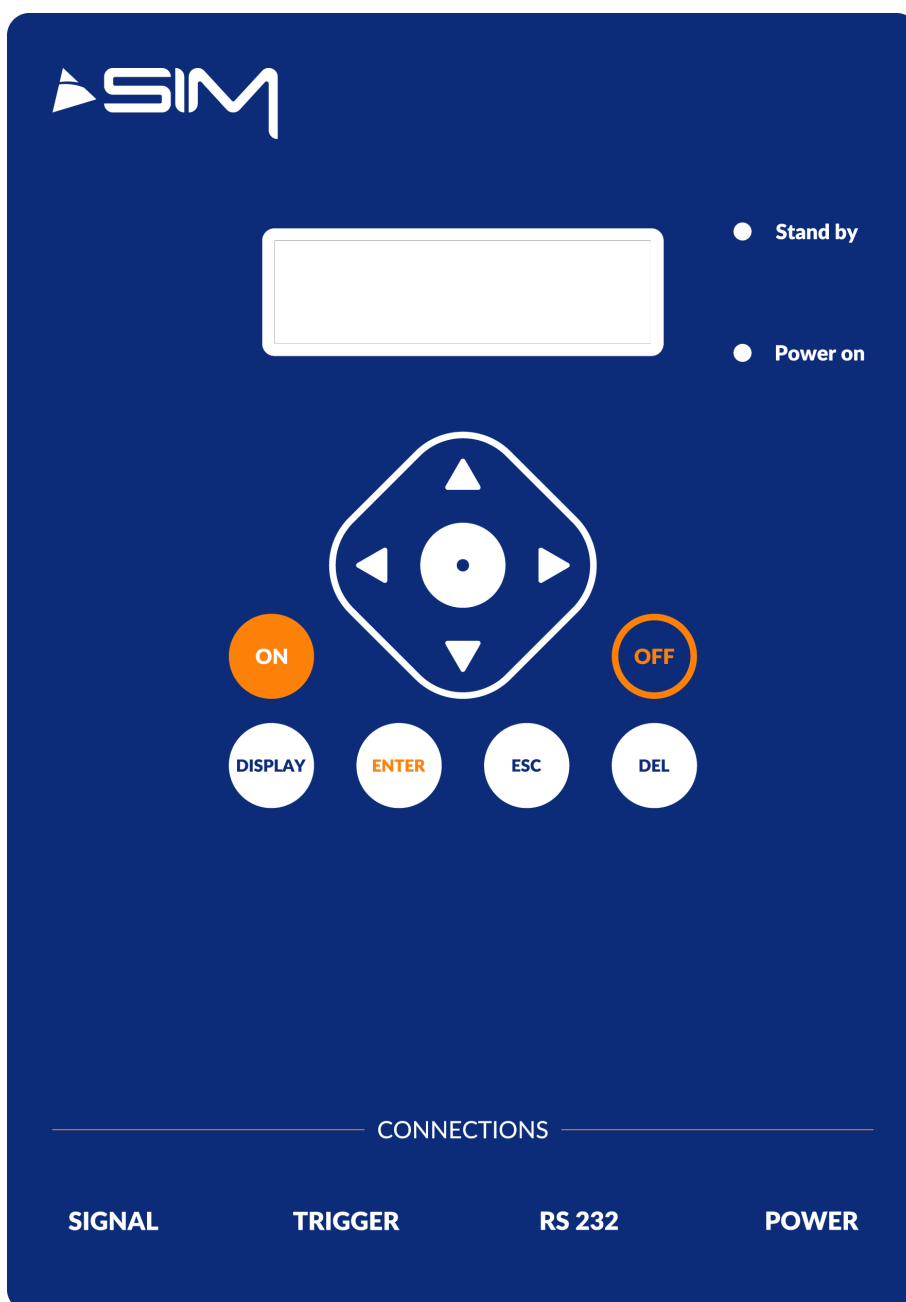 SIM
Stand by
Power on
ON
OFF
DISPLAY ENTER ESC DEL
CONNECTIONS
SIGNAL TRIGGER RS 232 POWER